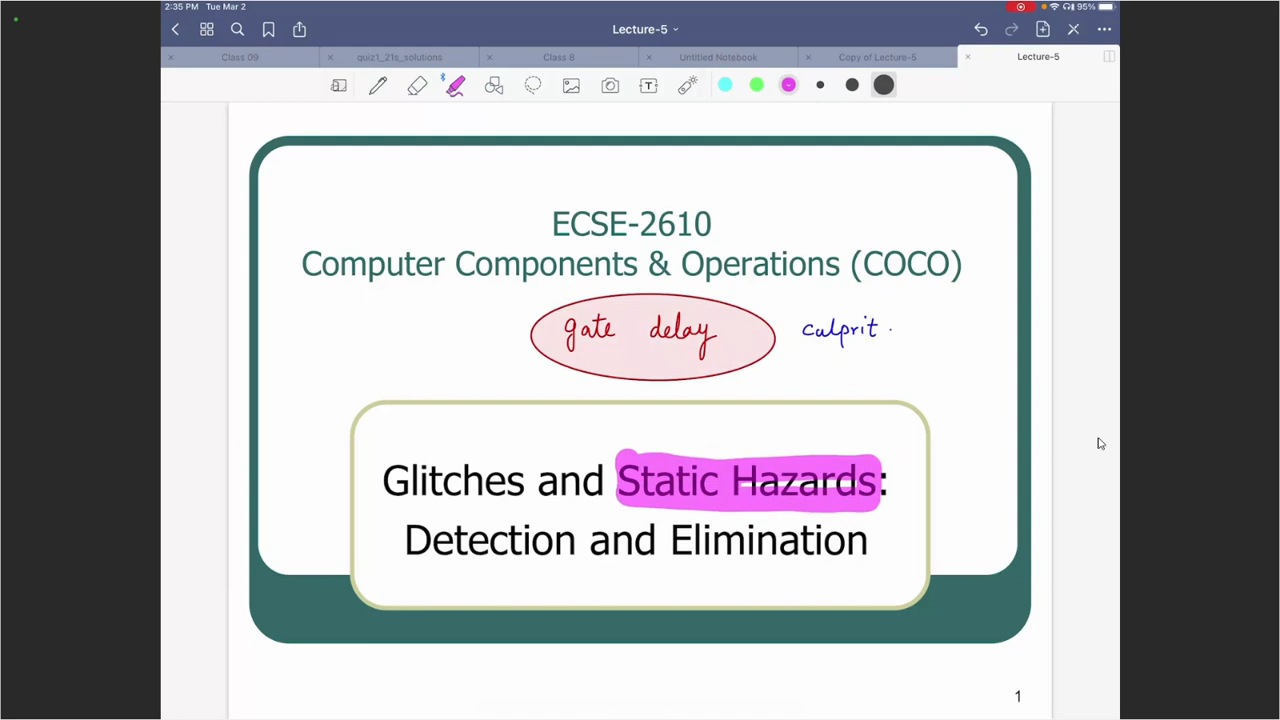 2:35 PM Tue Mar 2 95%
Lecture-5
Class 09 quiz1_21s_solutions Class 8 Untitled Notebook Copy of Lecture-5 Lecture-5
ECSE-2610
Computer Components & Operations (COCO)
gate delay culprit
Glitches and Static Hazards:
Detection and Elimination
1